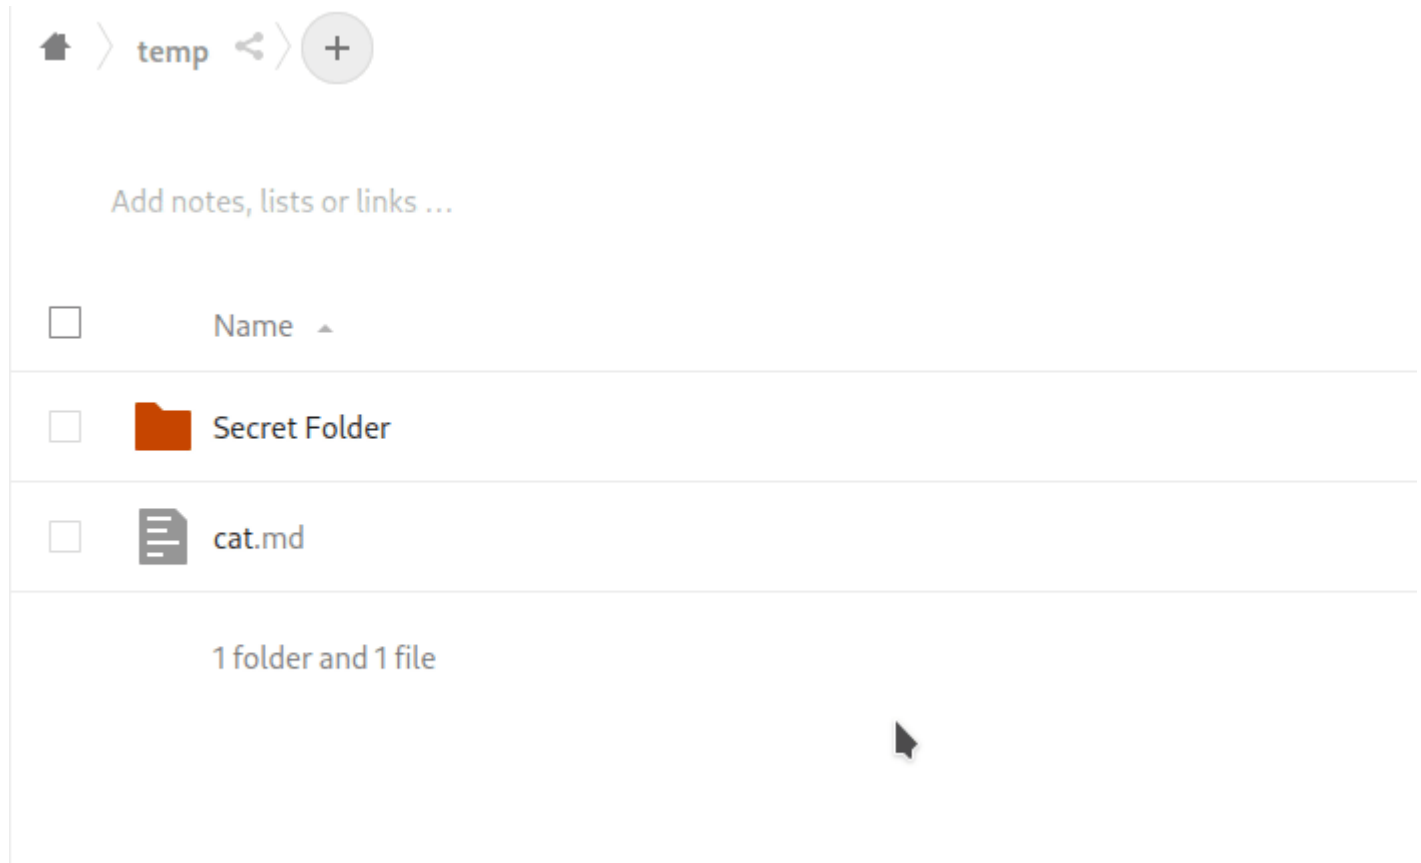 temp
+
Add notes, lists or links ...
Name
Secret Folder
cat.md
1 folder and 1 file